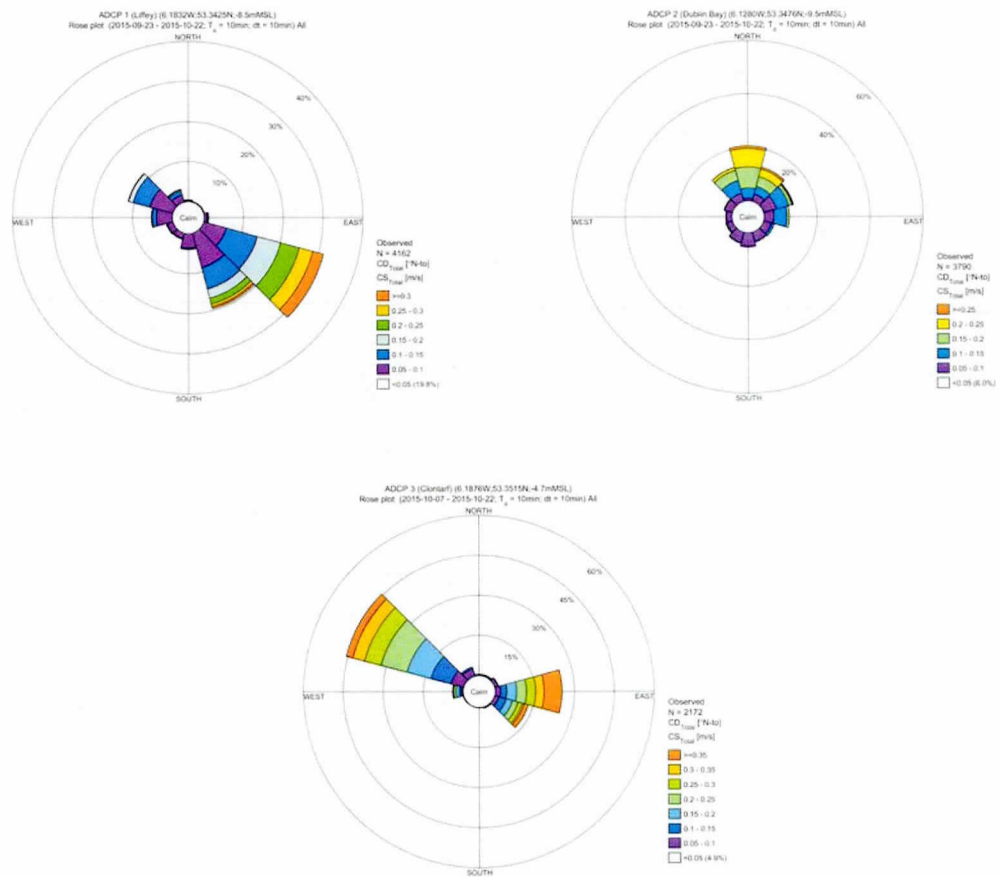 ADCP 1 (Liffey) (6.1832W;53.3425N;-8.5mMSL)
Rose plot (2015-09-23 - 2015-10-22; Ta = 10min; dt = 10min) All
NORTH
40%
30%
20%
10%
WEST
Calm
EAST
SOUTH
Observed
N = 4162
CDTotal [°N-to]
CSTotal [m/s]
>=0.3
0.25 - 0.3
0.2 - 0.25
0.15 - 0.2
0.1 - 0.15
0.05 - 0.1
<0.05 (19.8%)
ADCP 2 (Dublin Bay) (6.1280W;53.3476N;-9.5mMSL)
Rose plot (2015-09-23 - 2015-10-22; Ta = 10min; dt = 10min) All
NORTH
60%
40%
20%
WEST
Calm
EAST
SOUTH
Observed
N = 3790
CDTotal [°N-to]
CSTotal [m/s]
>=0.25
0.2 - 0.25
0.15 - 0.2
0.1 - 0.15
0.05 - 0.1
<0.05 (6.0%)
ADCP 3 (Clontarf) (6.1876W;53.3515N;-4.7mMSL)
Rose plot (2015-10-07 - 2015-10-22; Ta = 10min; dt = 10min) All
NORTH
60%
45%
30%
15%
WEST
Calm
EAST
SOUTH
Observed
N = 2172
CDTotal [°N-to]
CSTotal [m/s]
>=0.35
0.3 - 0.35
0.25 - 0.3
0.2 - 0.25
0.15 - 0.2
0.1 - 0.15
0.05 - 0.1
<0.05 (4.9%)